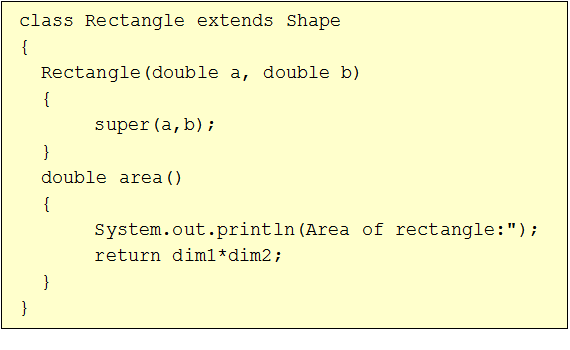 class Rectangle extends Shape
{
Rectangle(double a, double b)
{
super(a,b);
}
double area()
{
System.out.println(Area of rectangle:");
return dim1*dim2;
}
}